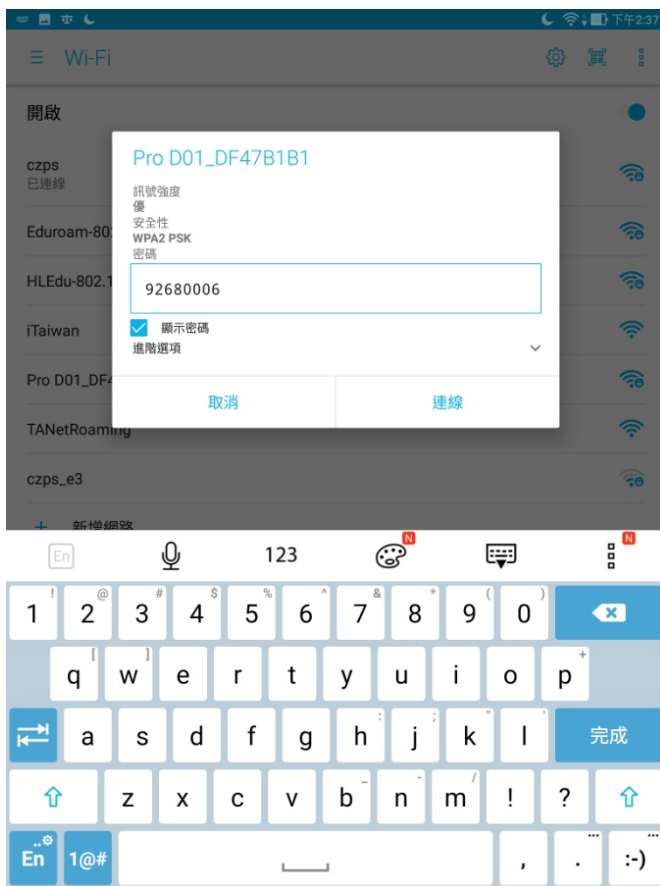 下午2:37
Wi-Fi
開啟
czps
已連線
Eduroam-80
HLEdu-802.1
iTaiwan
Pro D01_DF4
TANetRoaming
czps_e3
+ 新增網路
Pro D01_DF47B1B1
訊號強度
優
安全性
WPA2 PSK
密碼
92680006
顯示密碼
進階選項
取消 連線
En 123 N N
1 ! 2 @ 3 # 4 $ 5 % 6 ^ 7 & 8 * 9 ( 0 )
q [ w ] e r t y u i o p +
a s d f g h : j ; k " l ' 完成
z x c v b _ n - m / ! ?
En 1@# , . :-)